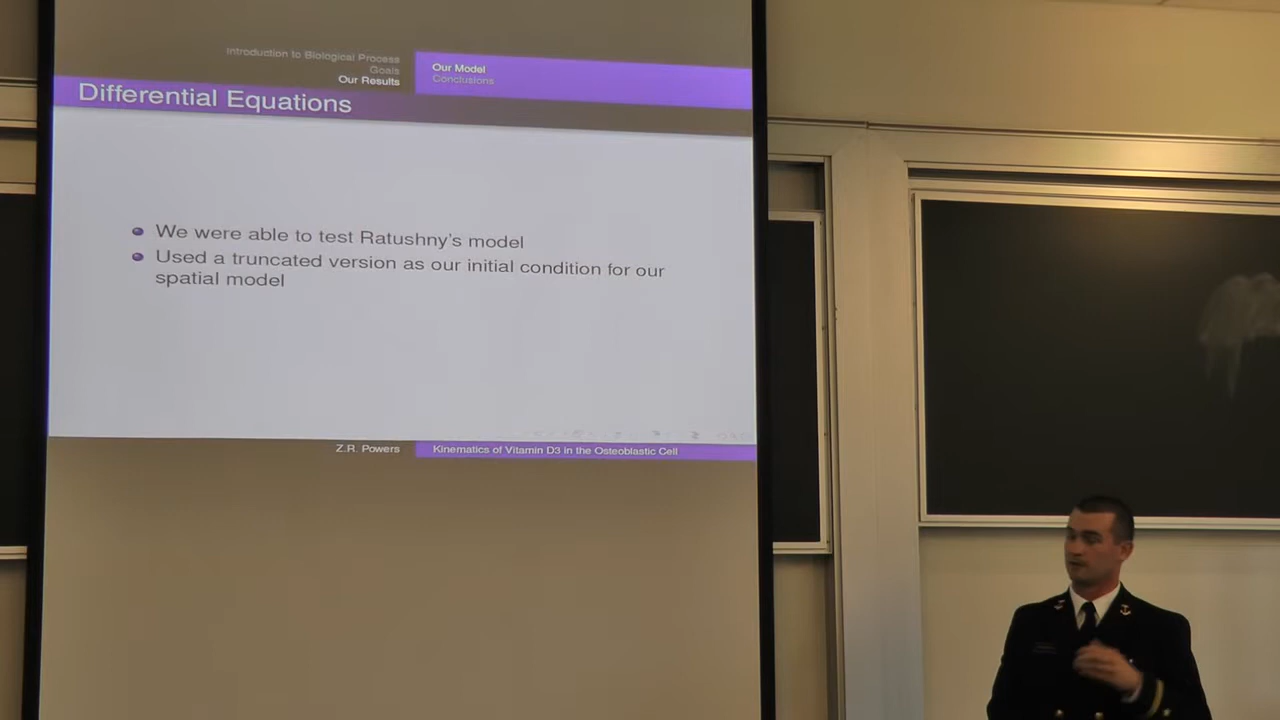 Introduction to Biological Process
Goals
Our Results
Our Model
Conclusions
Differential Equations
We were able to test Ratushny's model
Used a truncated version as our initial condition for our
spatial model
Z.R. Powers
Kinematics of Vitamin D3 in the Osteoblastic Cell